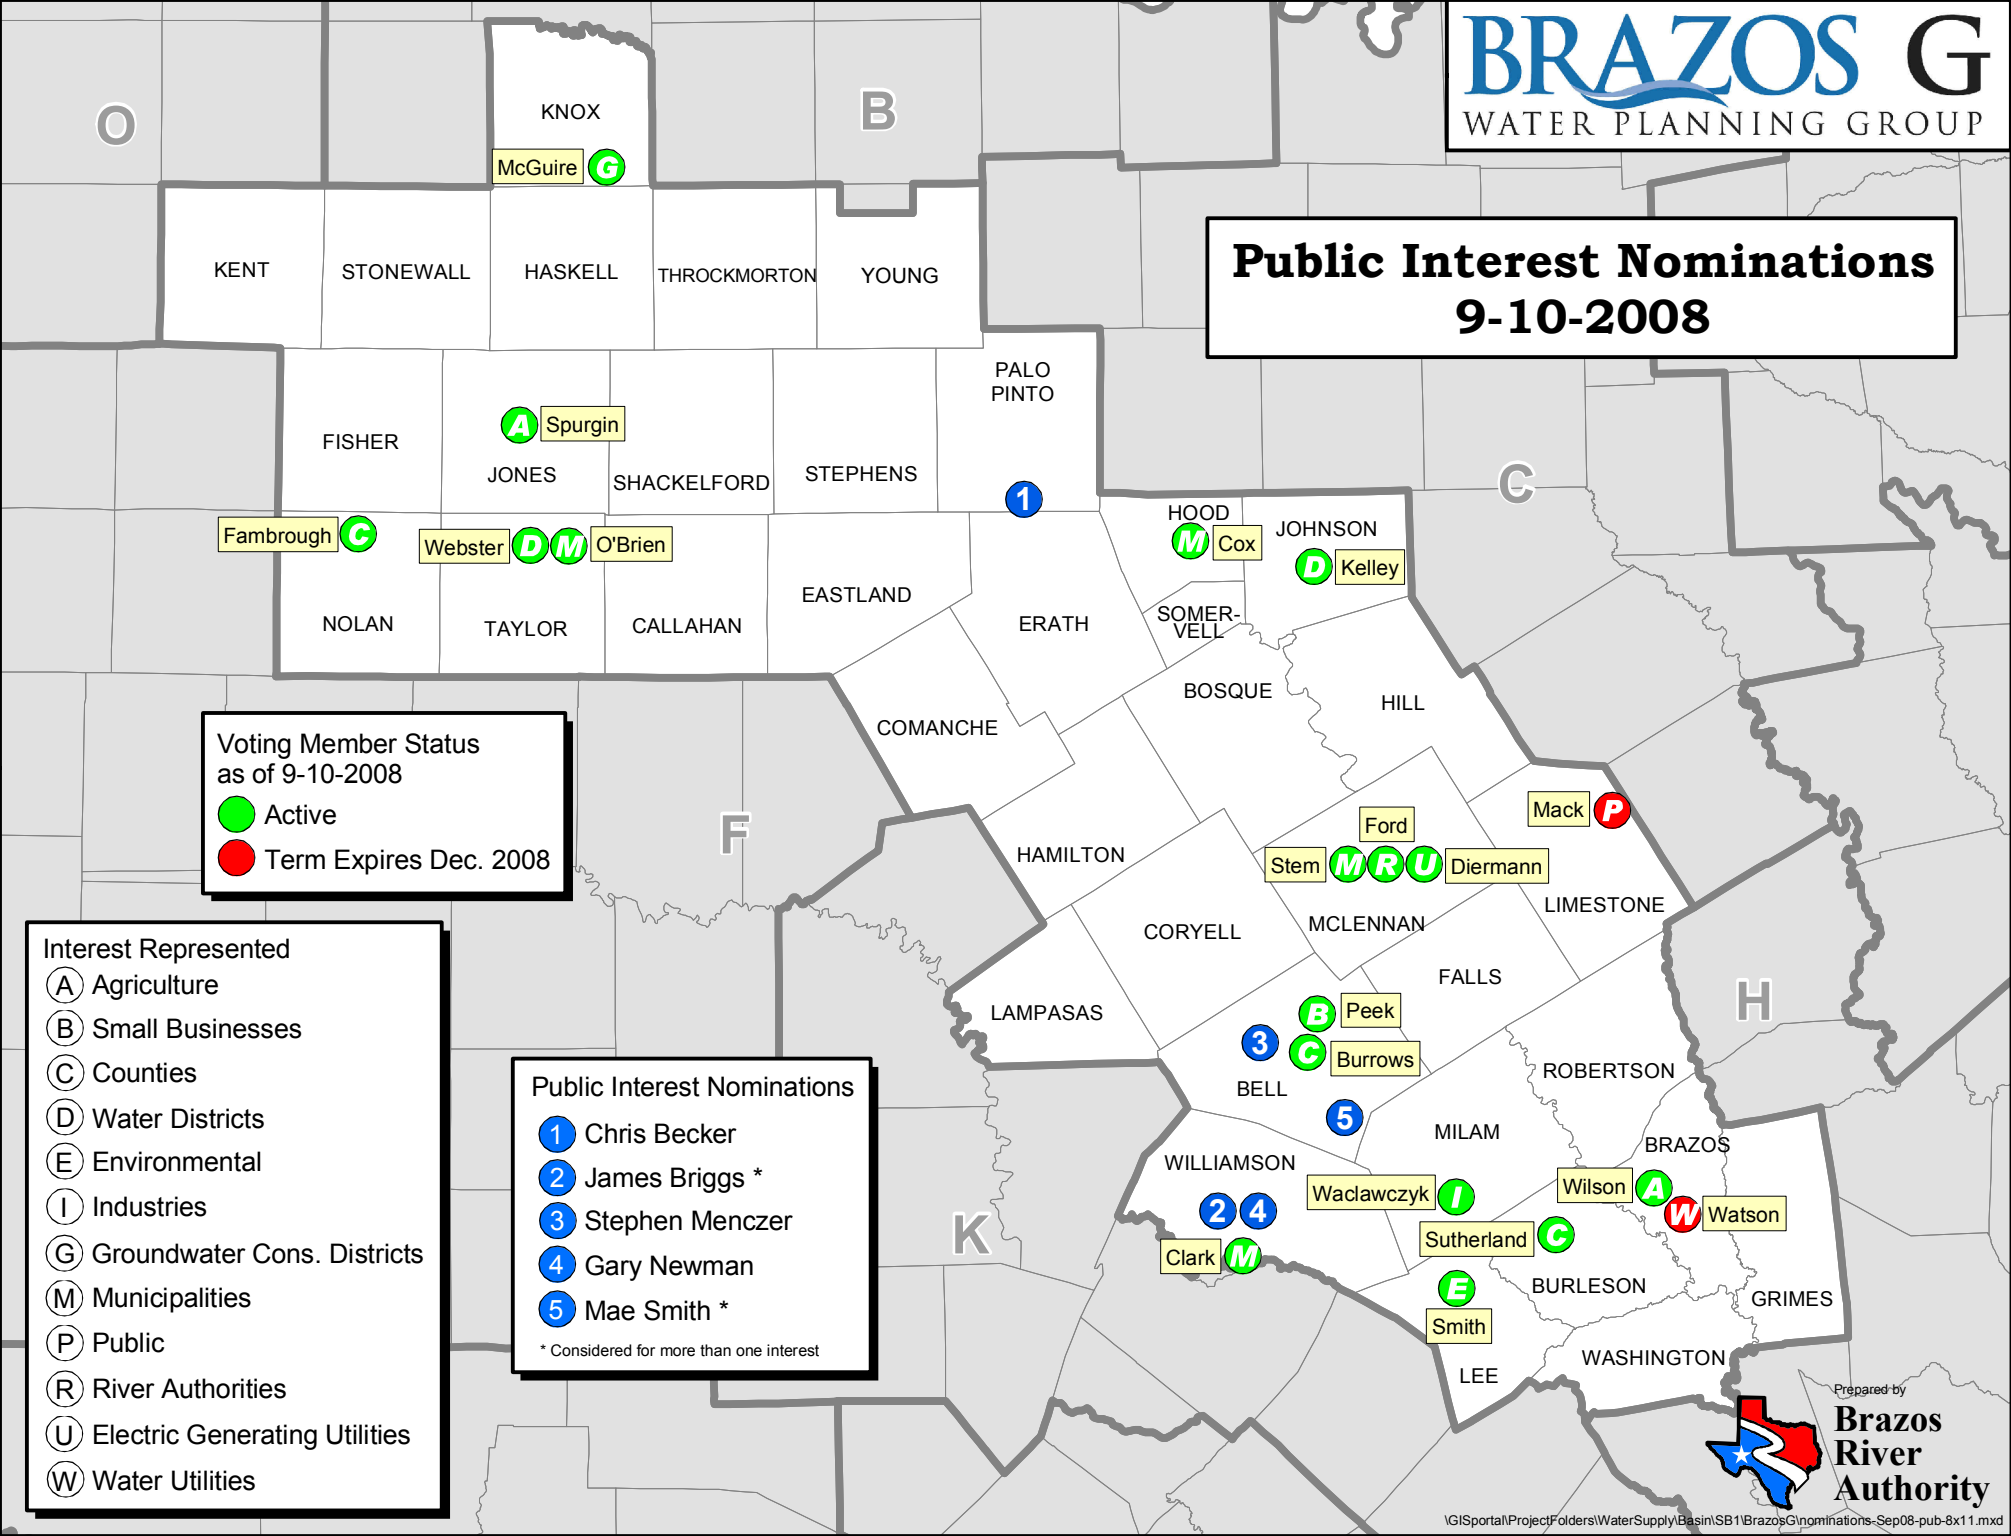 BRAZOS G
WATER PLANNING GROUP
Public Interest Nominations
9-10-2008
O
B
C
F
H
K
KNOX
McGuire G
KENT
STONEWALL
HASKELL
THROCKMORTON
YOUNG
PALO
PINTO
1
FISHER
A Spurgin
JONES
SHACKELFORD
STEPHENS
Fambrough C
Webster D M O'Brien
NOLAN
TAYLOR
CALLAHAN
EASTLAND
ERATH
HOOD
M Cox
JOHNSON
D Kelley
SOMER-
VELL
BOSQUE
HILL
COMANCHE
HAMILTON
Mack P
Ford
Stem M R U Diermann
LIMESTONE
MCLENNAN
CORYELL
FALLS
LAMPASAS
B Peek
3
C Burrows
BELL
5
ROBERTSON
MILAM
BRAZOS
WILLIAMSON
Waclawczyk I
Wilson A
W Watson
2 4
Clark M
Sutherland C
E
Smith
BURLESON
GRIMES
WASHINGTON
LEE
Voting Member Status
as of 9-10-2008
Active
Term Expires Dec. 2008
Interest Represented
A Agriculture
B Small Businesses
C Counties
D Water Districts
E Environmental
I Industries
G Groundwater Cons. Districts
M Municipalities
P Public
R River Authorities
U Electric Generating Utilities
W Water Utilities
Public Interest Nominations
1 Chris Becker
2 James Briggs *
3 Stephen Menczer
4 Gary Newman
5 Mae Smith *
* Considered for more than one interest
Prepared by
Brazos
River
Authority
\GISportal\ProjectFolders\WaterSupply\Basin\SB1\BrazosG\nominations-Sep08-pub-8x11.mxd